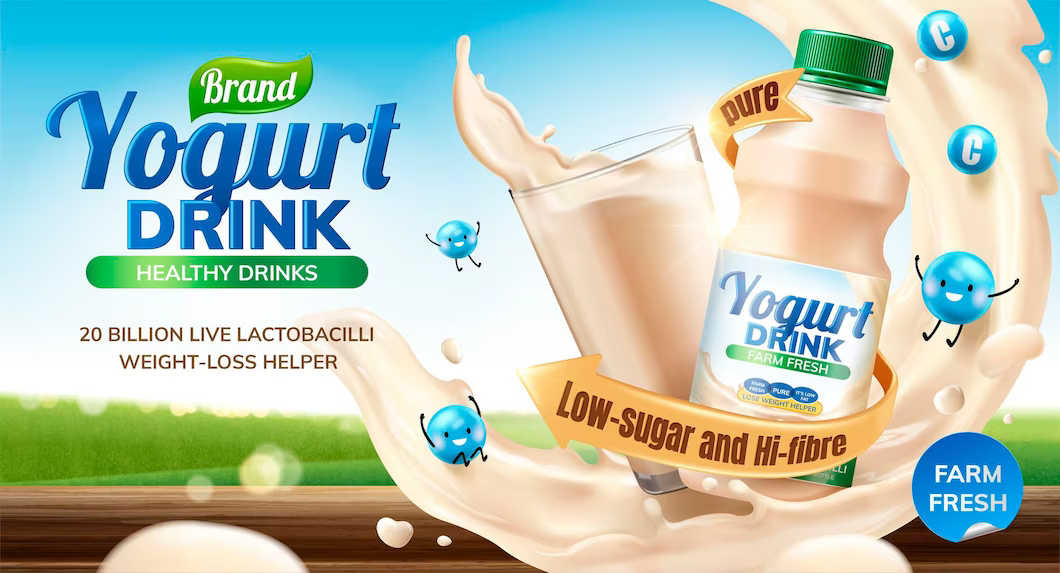 Brand
Yogurt
DRINK
HEALTHY DRINKS
20 BILLION LIVE LACTOBACILLI
WEIGHT-LOSS HELPER
pure
C
C
Yogurt
DRINK
FARM FRESH
FARM
FRESH
PURE
IT'S LOW
FAT
LOSE WEIGHT HELPER
Low-sugar and Hi-fibre
FARM
FRESH